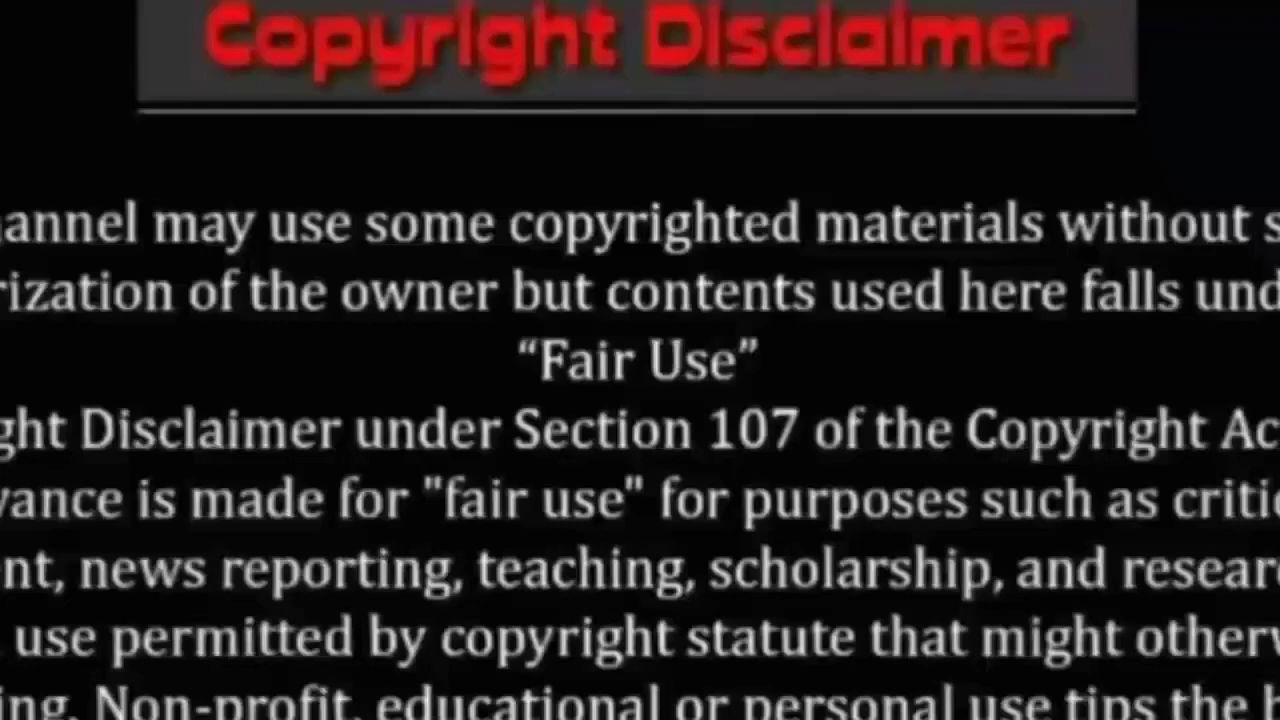 Copyright Disclaimer
hannel may use some copyrighted materials without s
rization of the owner but contents used here falls und
“Fair Use”
ght Disclaimer under Section 107 of the Copyright Ac
vance is made for "fair use" for purposes such as critic
nt, news reporting, teaching, scholarship, and resear
use permitted by copyright statute that might otherw
ing. Non-profit, educational or personal use tips the b